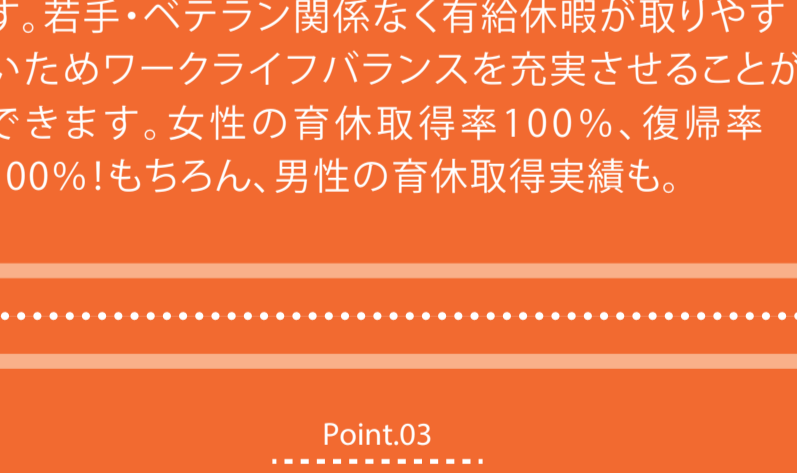 す。若手・ベテラン関係なく有給休暇が取りやす
いためワークライフバランスを充実させることが
できます。女性の育休取得率100%、復帰率
00%!もちろん、男性の育休取得実績も。
Point.03